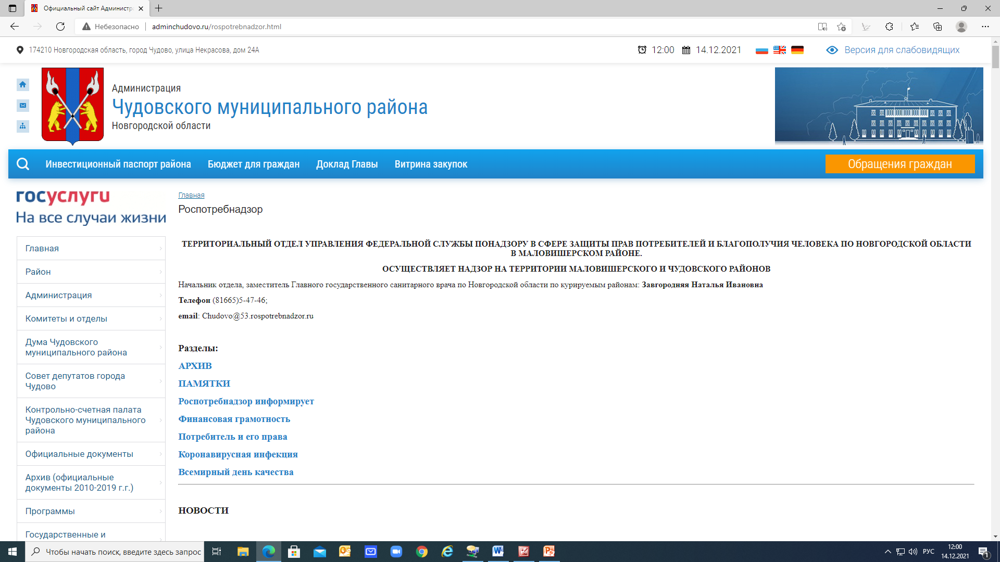 Официальный сайт Администра
Небезопасно
adminchudovo.ru/rospotrebnadzor.html
174210 Новгородская область, город Чудово, улица Некрасова, дом 24А
12:00
14.12.2021
Версия для слабовидящих
Администрация
Чудовского муниципального района
Новгородской области
Инвестиционный паспорт района
Бюджет для граждан
Доклад Главы
Витрина закупок
Обращения граждан
госуслуги
На все случаи жизни
Главная
Район
Администрация
Комитеты и отделы
Дума Чудовского
муниципального района
Совет депутатов города
Чудово
Контрольно-счетная палата
Чудовского муниципального
района
Официальные документы
Архив (официальные
документы 2010-2019 г.г.)
Программы
Государственные и
Главная
Роспотребнадзор
ТЕРРИТОРИАЛЬНЫЙ ОТДЕЛ УПРАВЛЕНИЯ ФЕДЕРАЛЬНОЙ СЛУЖБЫ ПОНАДЗОРУ В СФЕРЕ ЗАЩИТЫ ПРАВ ПОТРЕБИТЕЛЕЙ И БЛАГОПОЛУЧИЯ ЧЕЛОВЕКА ПО НОВГОРОДСКОЙ ОБЛАСТИ
В МАЛОВИШЕРСКОМ РАЙОНЕ.
ОСУЩЕСТВЛЯЕТ НАДЗОР НА ТЕРРИТОРИИ МАЛОВИШЕРСКОГО И ЧУДОВСКОГО РАЙОНОВ
Начальник отдела, заместитель Главного государственного санитарного врача по Новгородской области по курируемым районам: Завгородняя Наталья Ивановна
Телефон (81665)5-47-46;
email: Chudovo@53.rospotrebnadzor.ru
Разделы:
АРХИВ
ПАМЯТКИ
Роспотребнадзор информирует
Финансовая грамотность
Потребитель и его права
Коронавирусная инфекция
Всемирный день качества
НОВОСТИ
Чтобы начать поиск, введите здесь запрос
РУС
12:00
14.12.2021
1